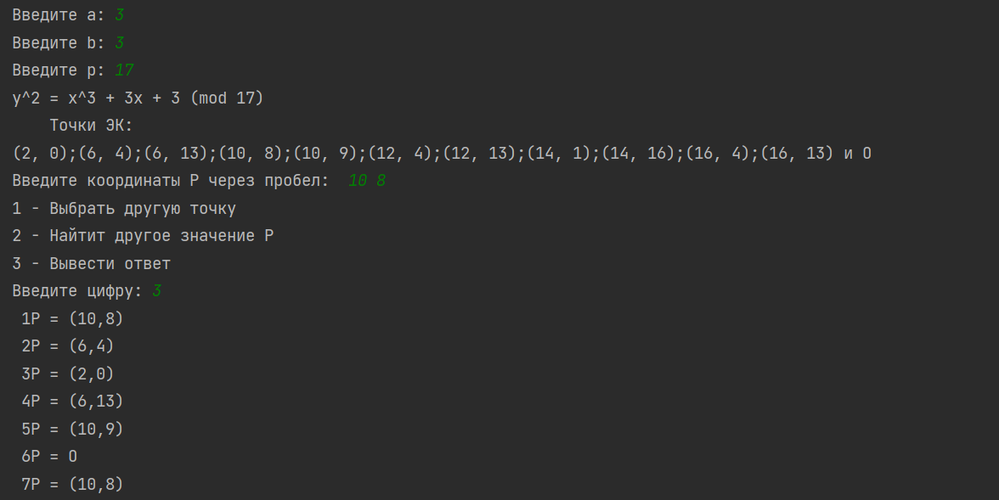 Введите a: 3
Введите b: 3
Введите p: 17
y^2 = x^3 + 3x + 3 (mod 17)
Точки ЭК:
(2, 0);(6, 4);(6, 13);(10, 8);(10, 9);(12, 4);(12, 13);(14, 1);(14, 16);(16, 4);(16, 13) и O
Введите координаты P через пробел:  10 8
1 - Выбрать другую точку
2 - Найтит другое значение P
3 - Вывести ответ
Введите цифру: 3
1P = (10,8)
2P = (6,4)
3P = (2,0)
4P = (6,13)
5P = (10,9)
6P = O
7P = (10,8)